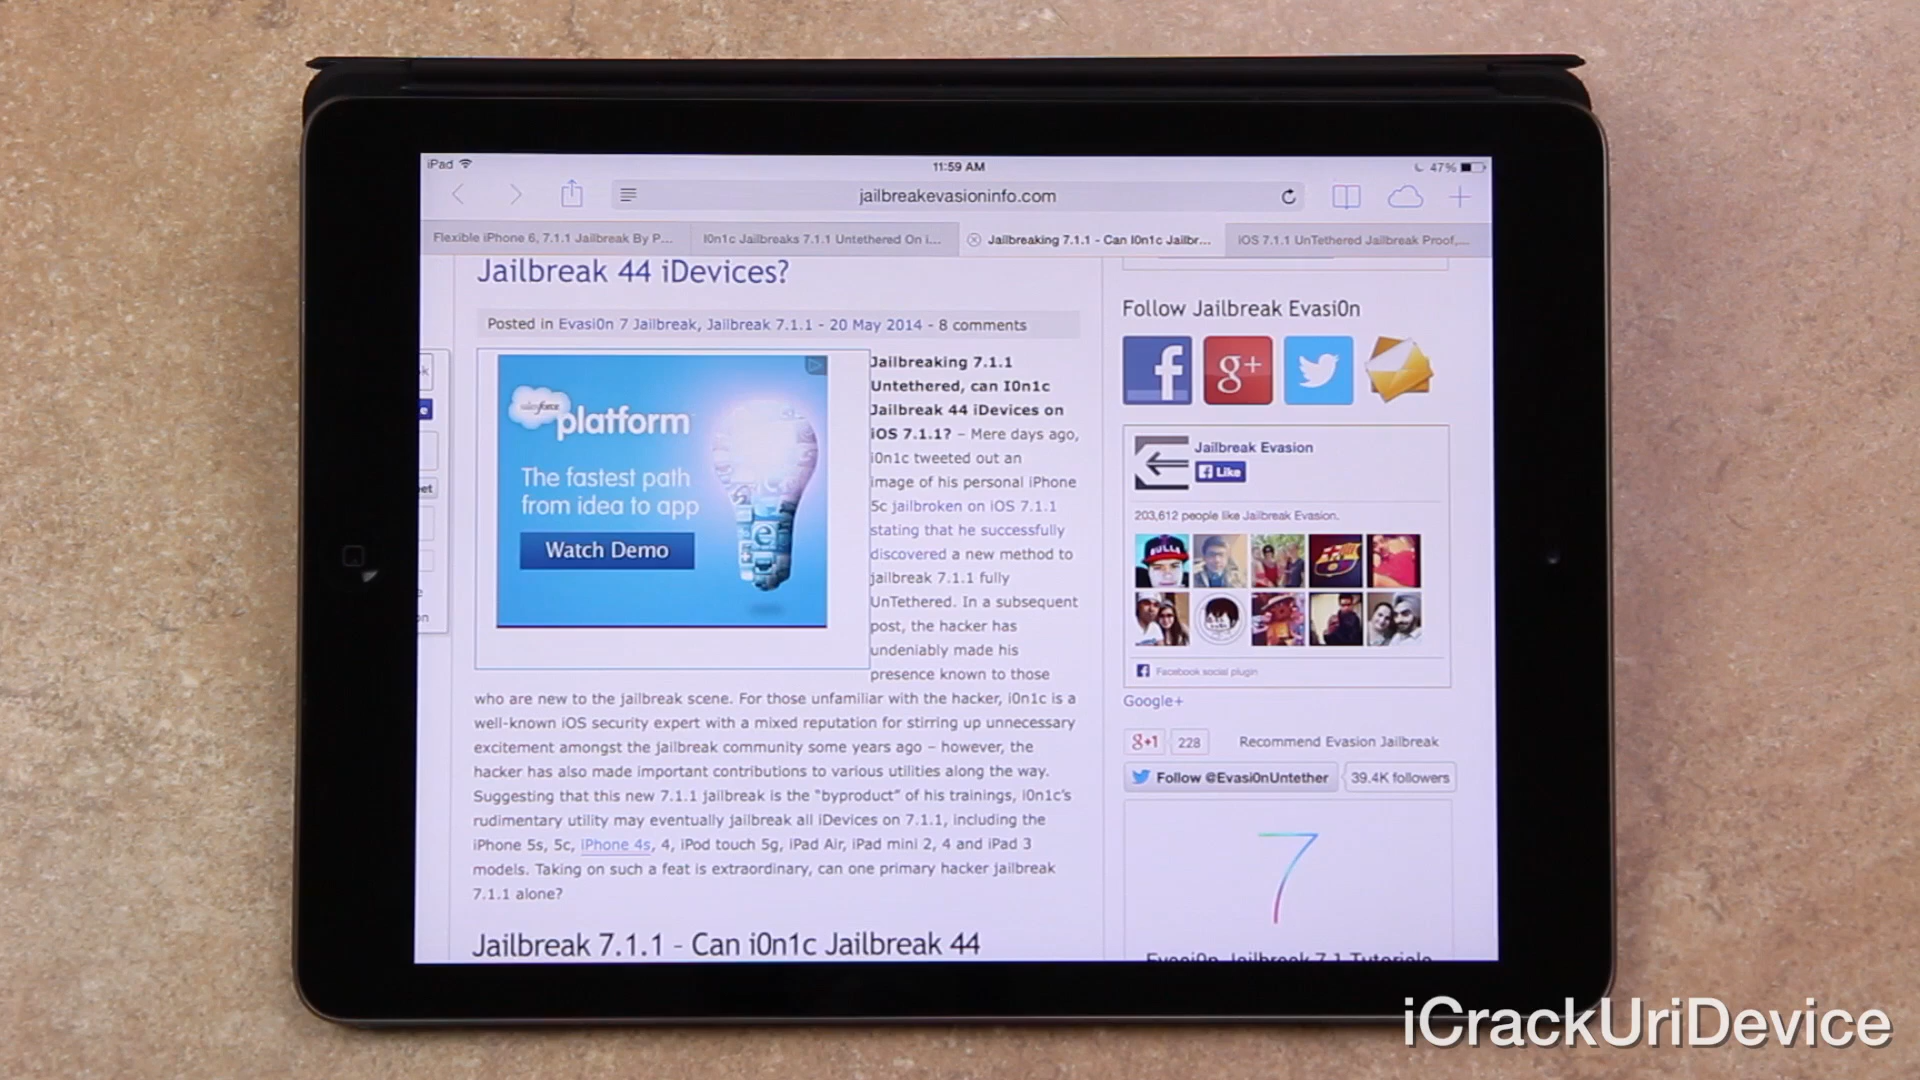 iPad
11:59 AM
47%
jailbreakevasioninfo.com
Flexible iPhone 6, 7.1.1 Jailbreak By P...
I0n1c Jailbreaks 7.1.1 Untethered On i...
Jailbreaking 7.1.1 - Can I0n1c Jailbr...
iOS 7.1.1 UnTethered Jailbreak Proof,...
Jailbreak 44 iDevices?
Posted in Evasi0n 7 Jailbreak, Jailbreak 7.1.1 - 20 May 2014 - 8 comments
salesforce
platform
The fastest path
from idea to app
Watch Demo
Jailbreaking 7.1.1
Untethered, can I0n1c
Jailbreak 44 iDevices on
iOS 7.1.1? – Mere days ago,
i0n1c tweeted out an
image of his personal iPhone
5c jailbroken on iOS 7.1.1
stating that he successfully
discovered a new method to
jailbreak 7.1.1 fully
UnTethered. In a subsequent
post, the hacker has
undeniably made his
presence known to those
who are new to the jailbreak scene. For those unfamiliar with the hacker, i0n1c is a
well-known iOS security expert with a mixed reputation for stirring up unnecessary
excitement amongst the jailbreak community some years ago – however, the
hacker has also made important contributions to various utilities along the way.
Suggesting that this new 7.1.1 jailbreak is the “byproduct” of his trainings, i0n1c’s
rudimentary utility may eventually jailbreak all iDevices on 7.1.1, including the
iPhone 5s, 5c, iPhone 4s, 4, iPod touch 5g, iPad Air, iPad mini 2, 4 and iPad 3
models. Taking on such a feat is extraordinary, can one primary hacker jailbreak
7.1.1 alone?
Jailbreak 7.1.1 - Can i0n1c Jailbreak 44
Follow Jailbreak Evasi0n
f
g+
Jailbreak Evasion
Like
203,612 people like Jailbreak Evasion.
BULLS
Facebook social plugin
Google+
g+1 228 Recommend Evasion Jailbreak
Follow @Evasi0nUntether 39.4K followers
7
Evasi0n Jailbreak 7.1 Tutorials
iCrackUriDevice